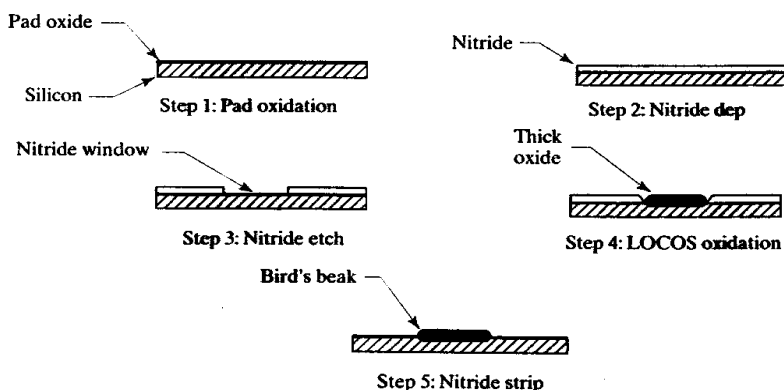 Pad oxide
Silicon
Step 1: Pad oxidation
Nitride
Step 2: Nitride dep
Nitride window
Step 3: Nitride etch
Thick
oxide
Step 4: LOCOS oxidation
Bird's beak
Step 5: Nitride strip